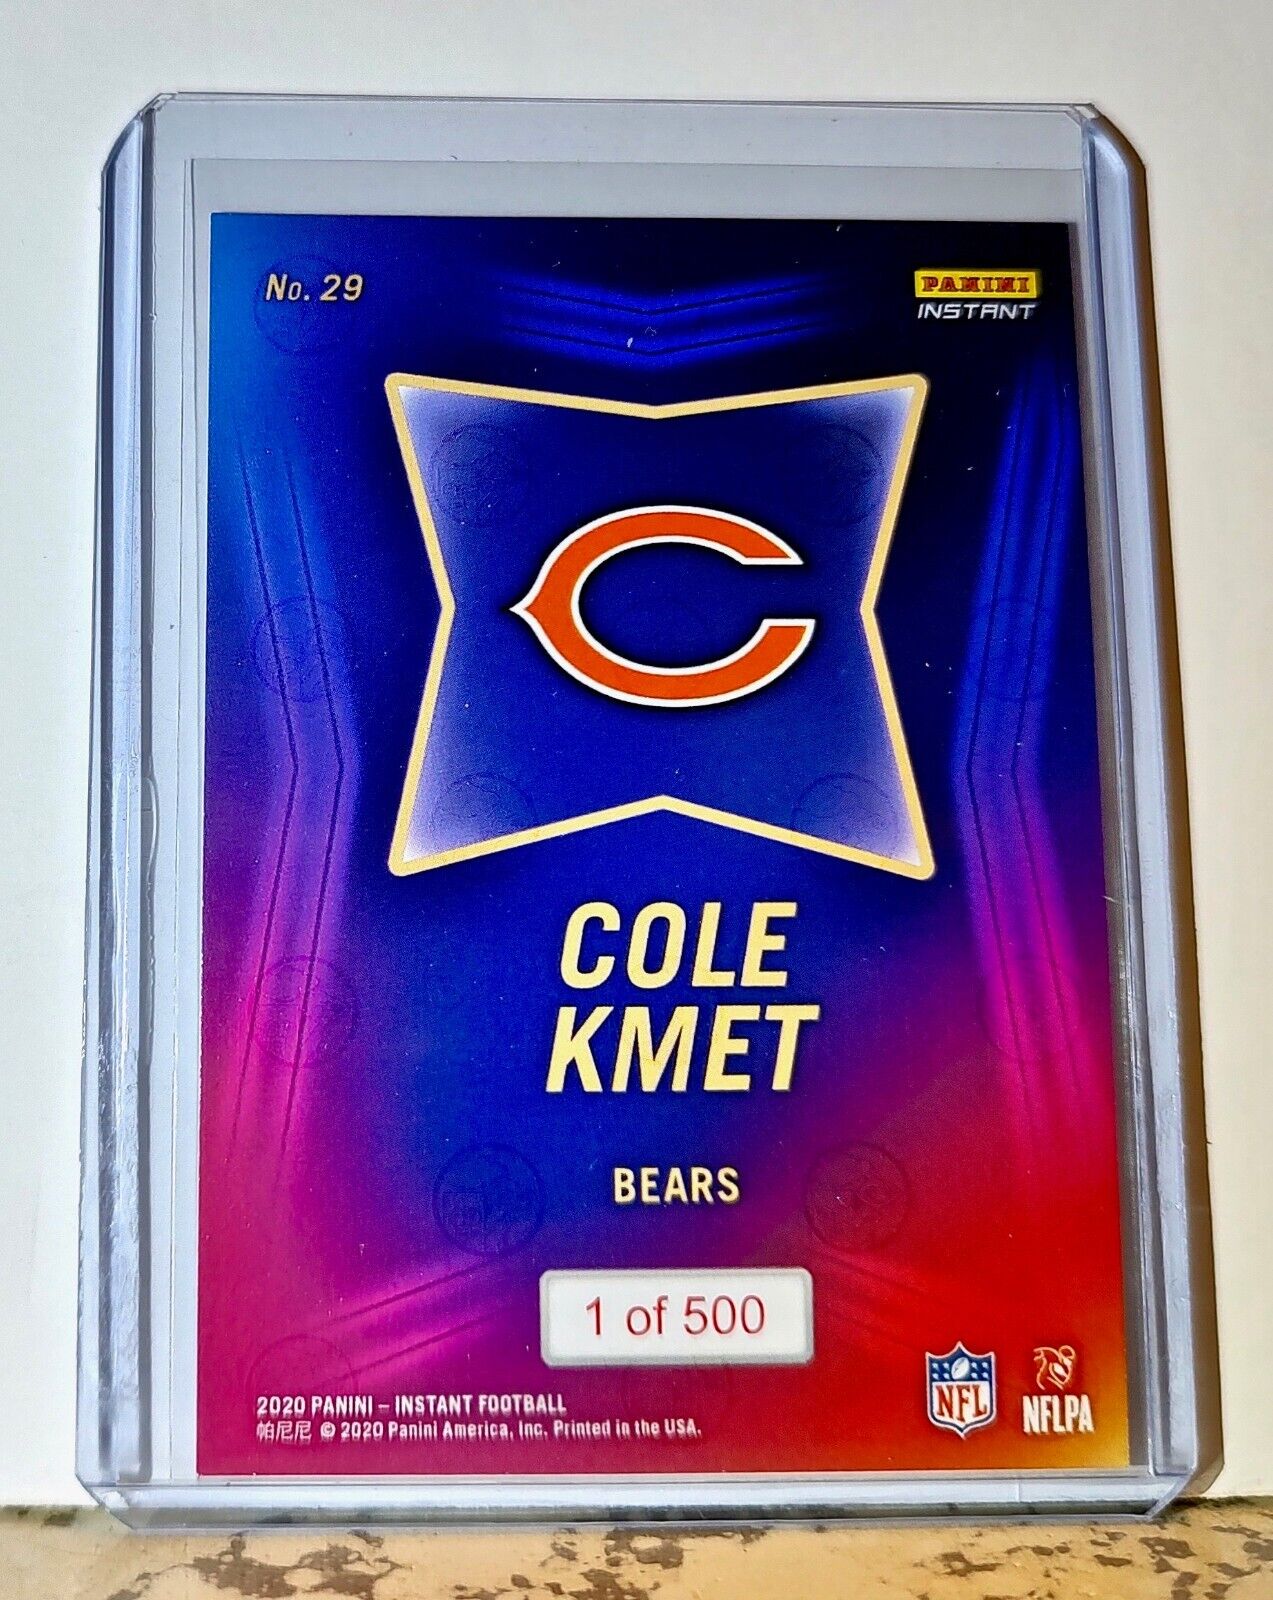 No. 29
PANINI
INSTANT
COLE
KMET
BEARS
1 of 500
2020 PANINI – INSTANT FOOTBALL
帕尼尼 © 2020 Panini America, Inc. Printed in the USA.
NFL
NFLPA